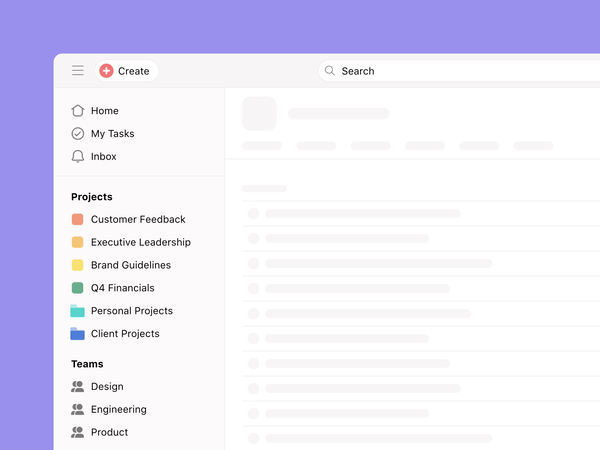 Create
Search
Home
My Tasks
Inbox
Projects
Customer Feedback
Executive Leadership
Brand Guidelines
Q4 Financials
Personal Projects
Client Projects
Teams
Design
Engineering
Product